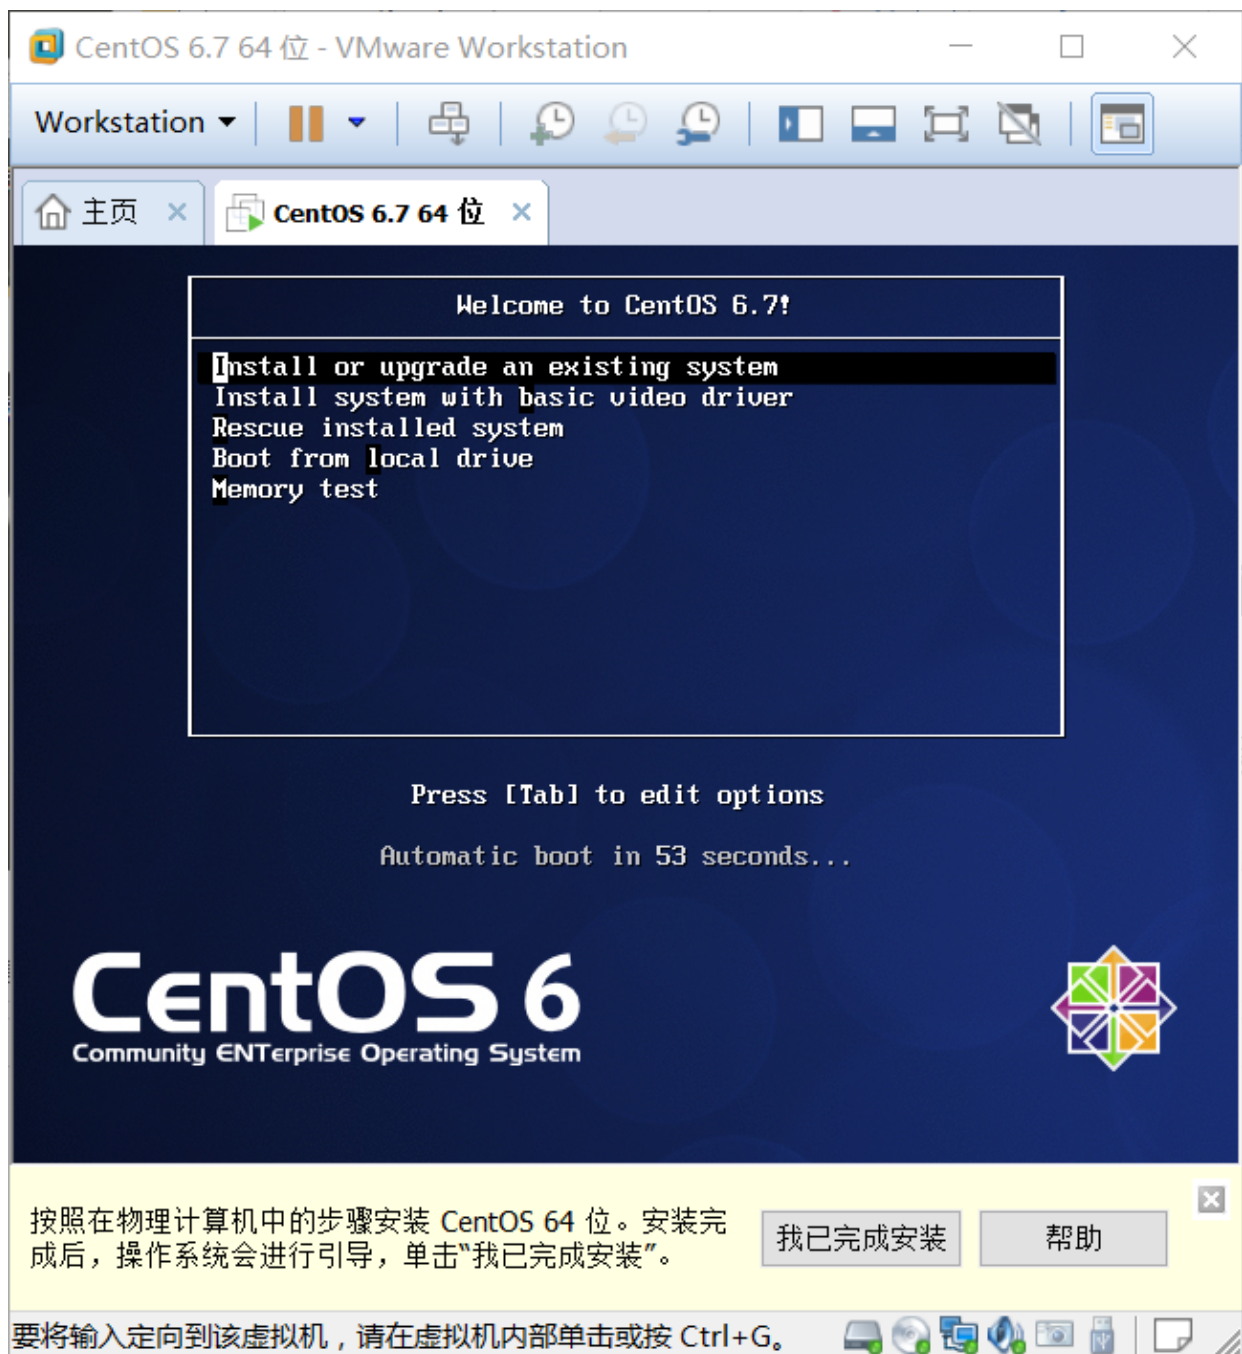 CentOS 6.7 64 位 - VMware Workstation
Workstation
主页
CentOS 6.7 64 位
Welcome to CentOS 6.7!
Install or upgrade an existing system
Install system with basic video driver
Rescue installed system
Boot from local drive
Memory test
Press [Tab] to edit options
Automatic boot in 53 seconds...
CentOS 6
Community ENTerprise Operating System
按照在物理计算机中的步骤安装 CentOS 64 位。安装完
成后，操作系统会进行引导，单击“我已完成安装”。
我已完成安装
帮助
要将输入定向到该虚拟机，请在虚拟机内部单击或按 Ctrl+G。